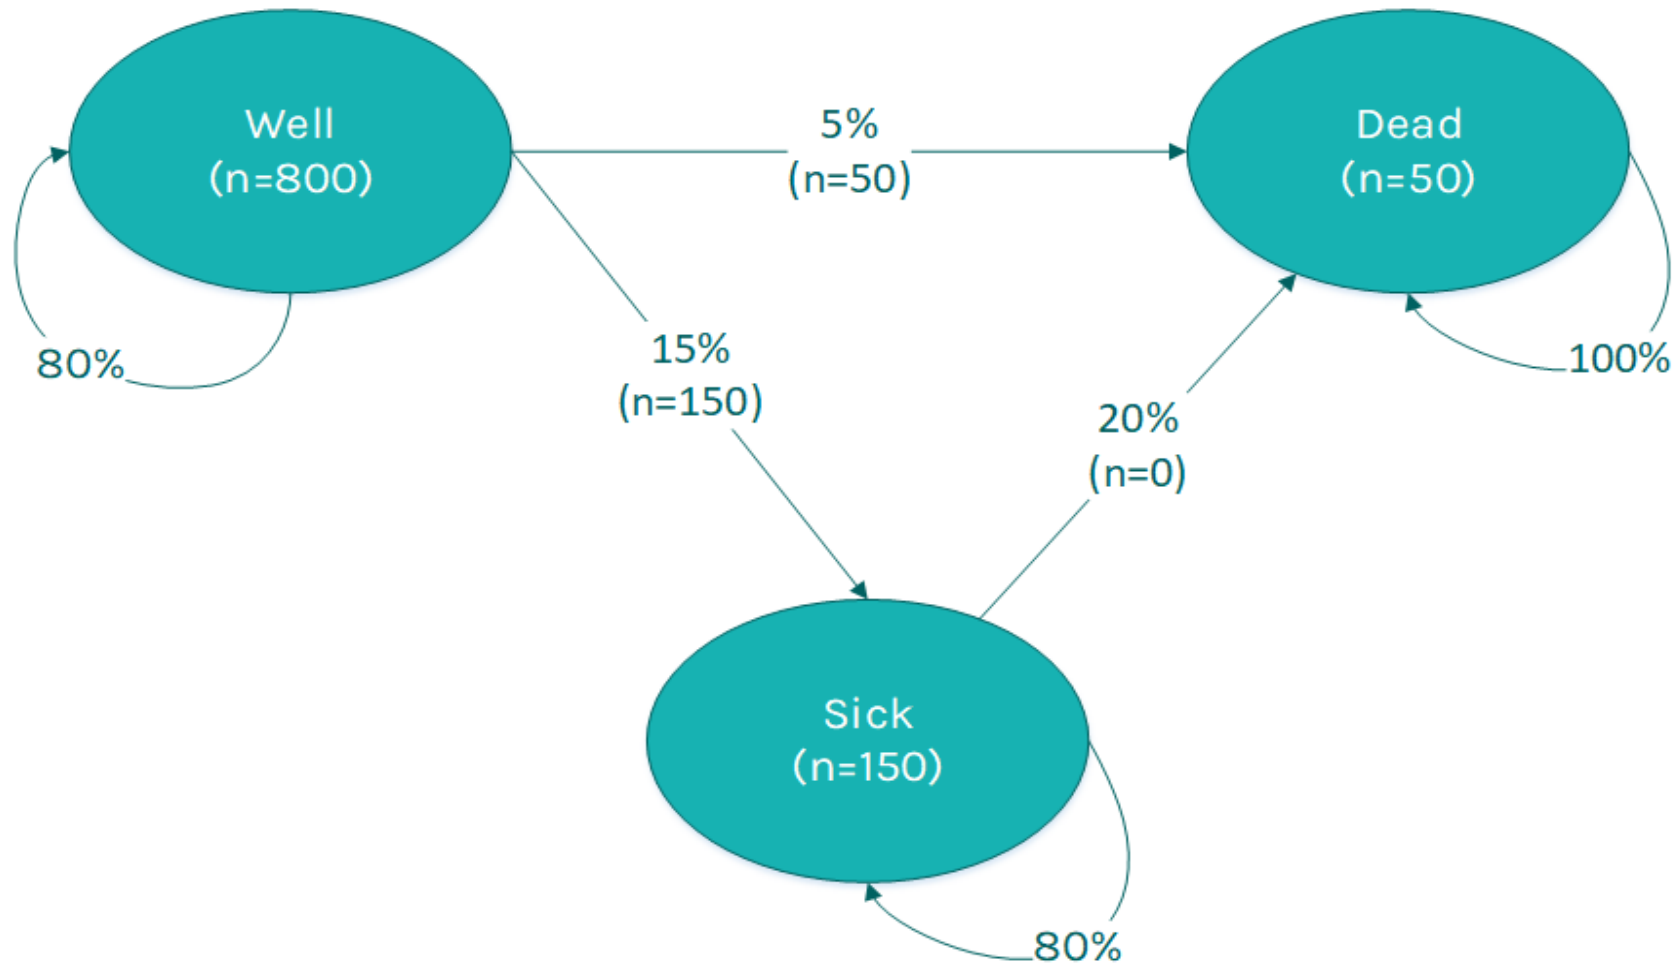 Well
(n=800)
5%
(n=50)
Dead
(n=50)
80%
15%
(n=150)
20%
(n=0)
100%
Sick
(n=150)
80%